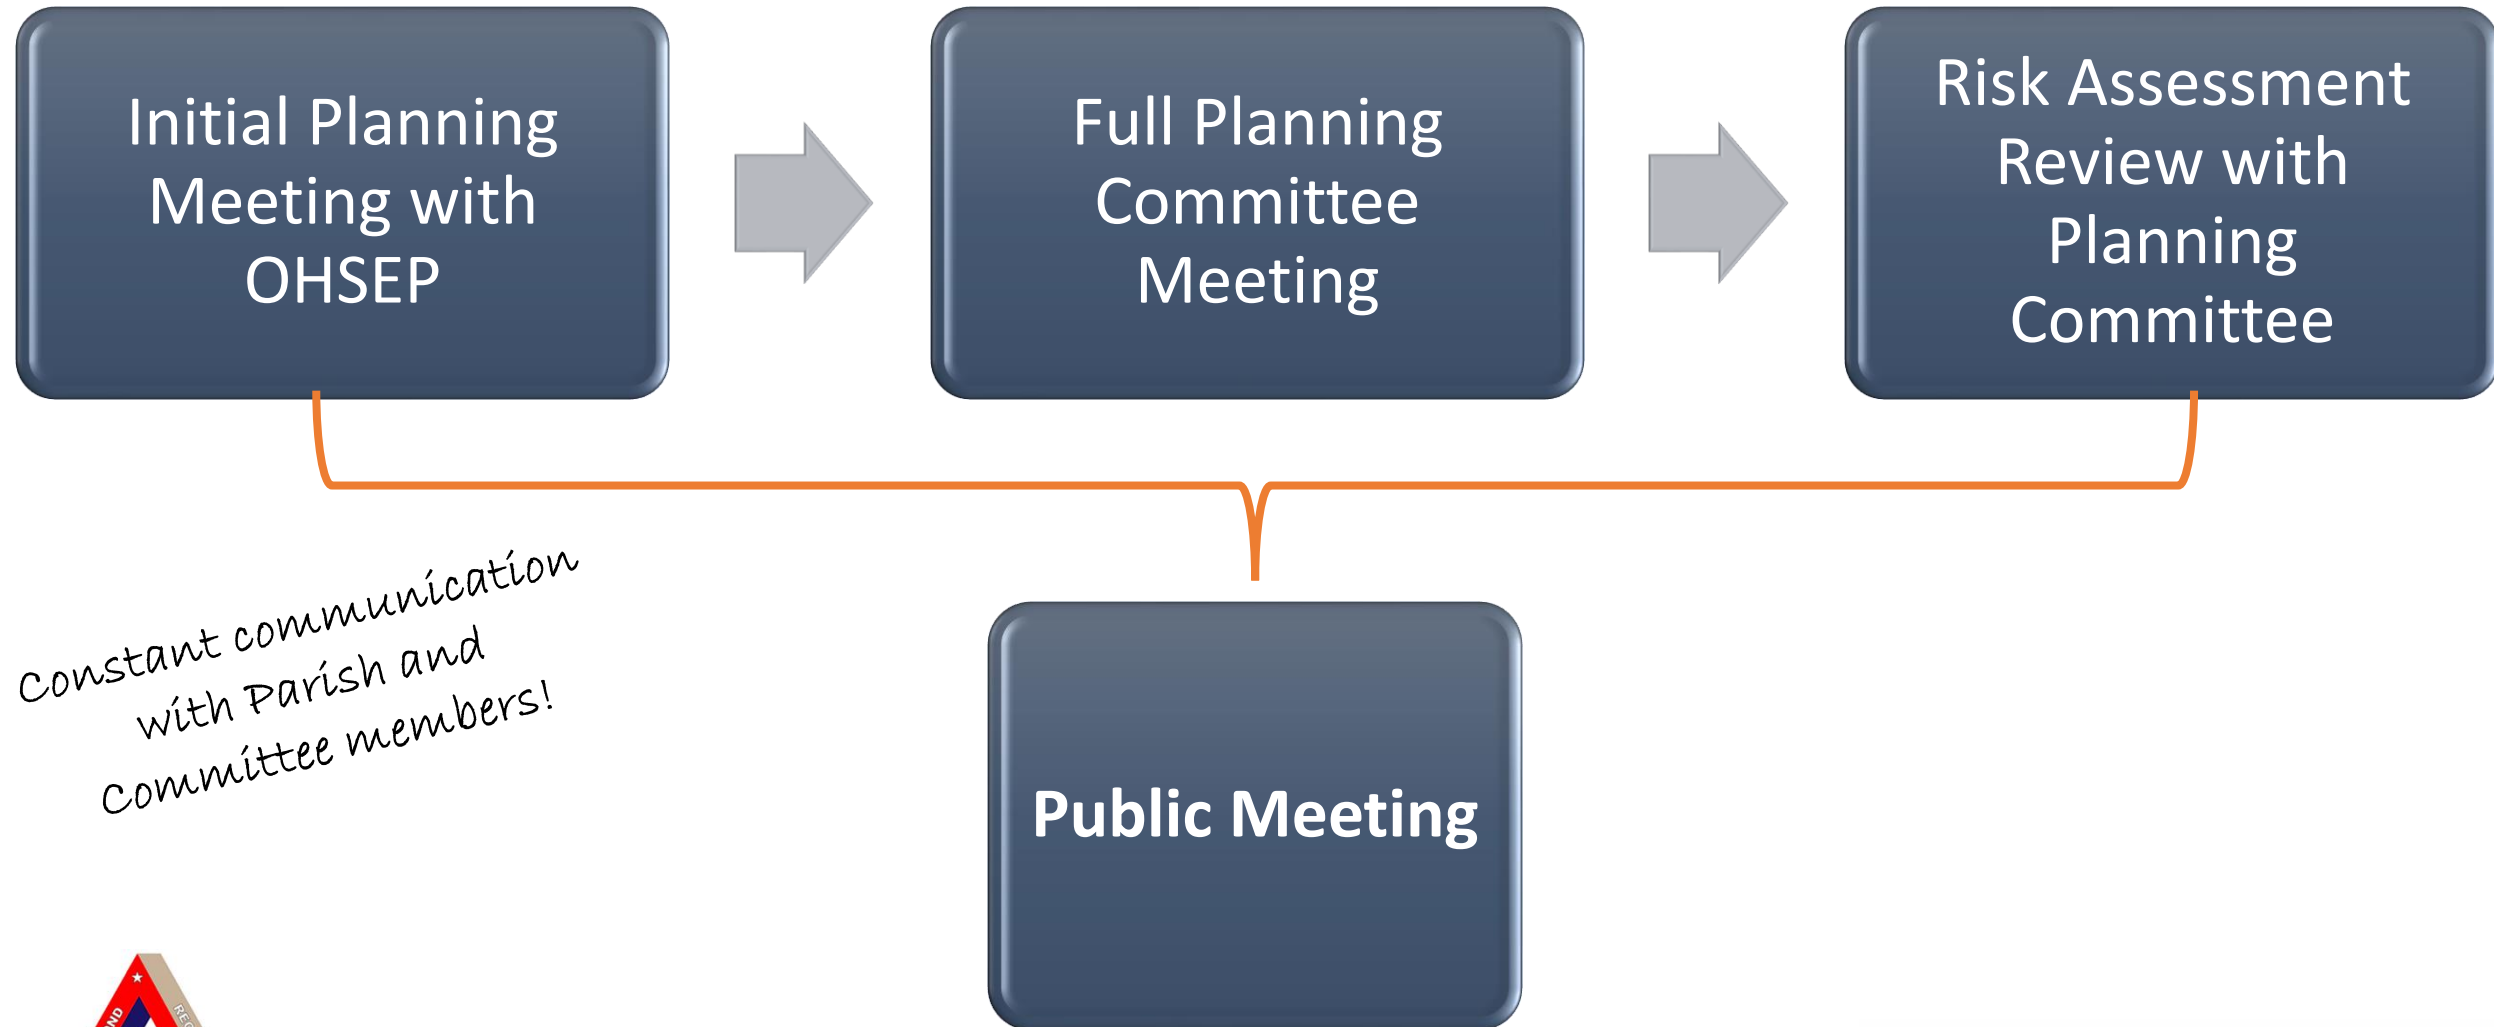 Initial Planning
Meeting with
OHSEP
Full Planning
Committee
Meeting
Risk Assessment
Review with
Planning
Committee
Constant communication
with Parish and
Committee members!
Public Meeting